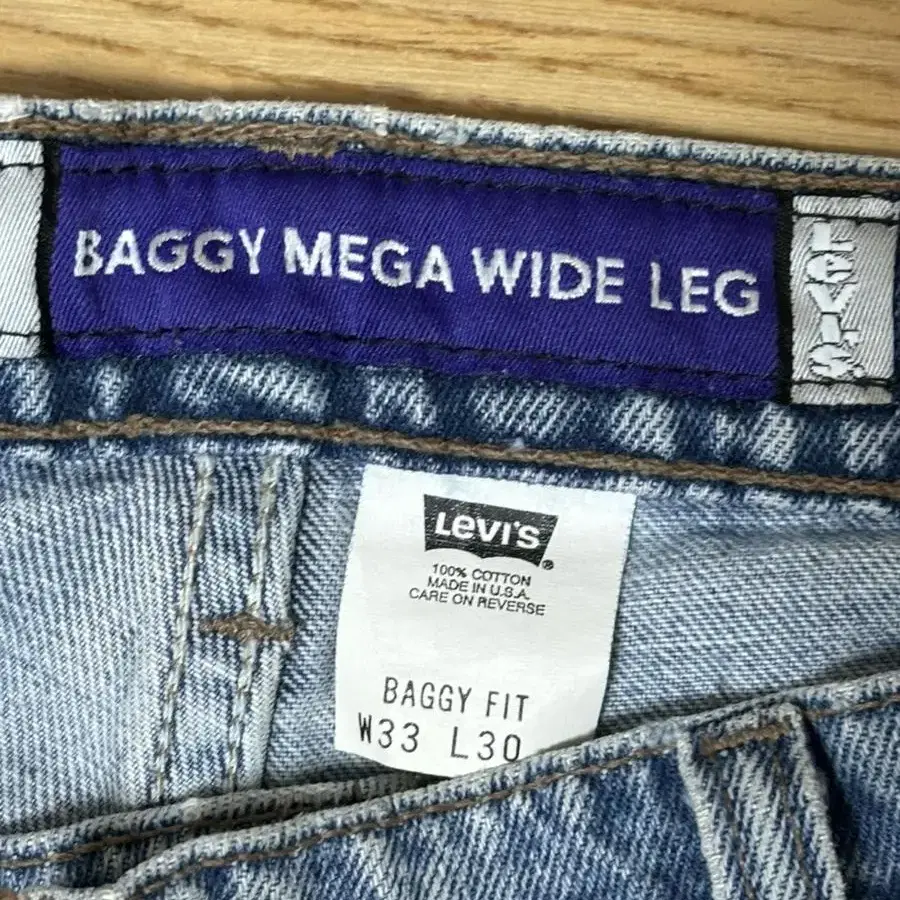 BAGGY MEGA WIDE LEG
LEVI'S
LEVI'S
®
100% COTTON
MADE IN U.S.A.
CARE ON REVERSE
BAGGY FIT
W33 L30